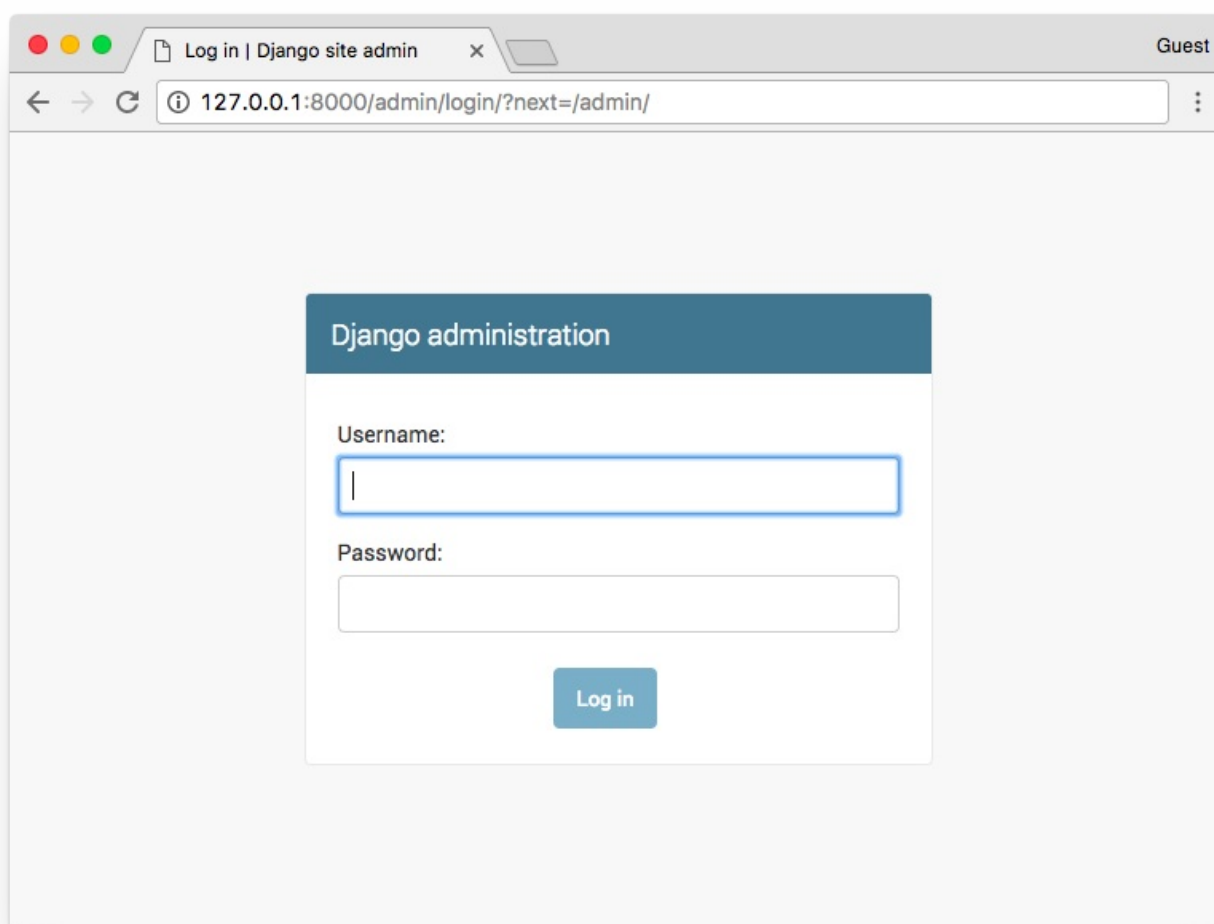 Log in | Django site admin
Guest
127.0.0.1:8000/admin/login/?next=/admin/
Django administration
Username:
Password:
Log in